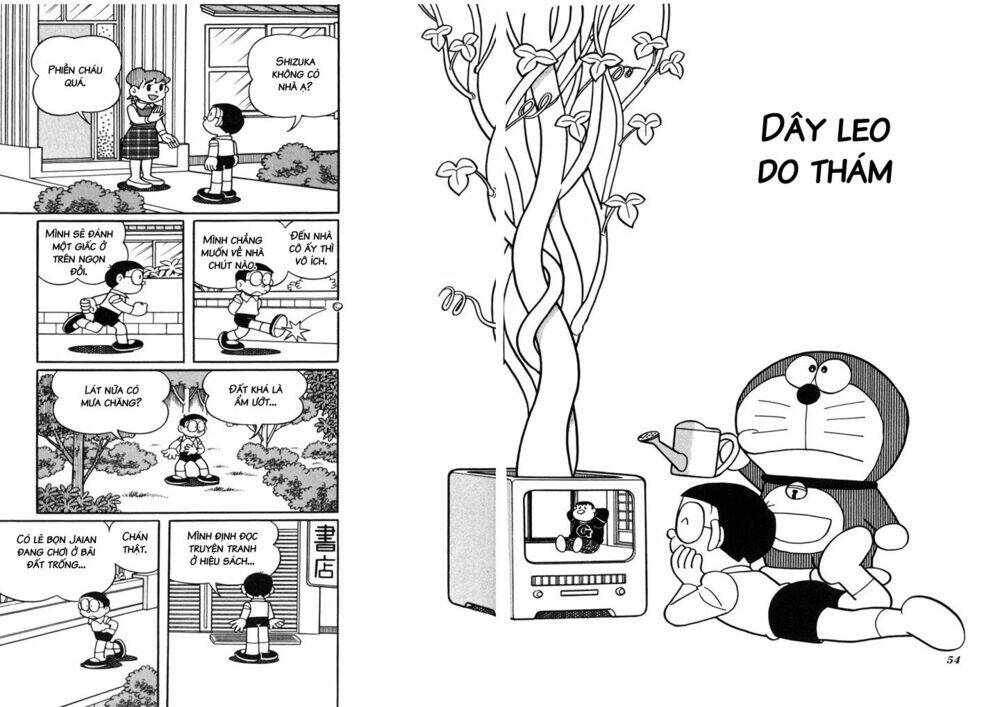 DÂY LEO
DO THÁM
54
SHIZUKA
KHÔNG CÓ
NHÀ Ạ?
PHIỀN CHÁU
QUÁ.
ĐẾN NHÀ
CÔ ẤY THÌ
VÔ ÍCH.
MÌNH CHẲNG
MUỐN VỀ NHÀ
CHÚT NÀO.
MÌNH SẼ ĐÁNH
MỘT GIẤC Ở
TRÊN NGỌN
ĐỒI.
ĐẤT KHÁ LÀ
ẨM ƯỚT...
LÁT NỮA CÓ
MƯA CHĂNG?
MÌNH ĐỊNH ĐỌC
TRUYỆN TRANH
Ở HIỆU SÁCH...
書店
CHÁN
THẬT.
CÓ LẼ BỌN JAIAN
ĐANG CHƠI Ở BÃI
ĐẤT TRỐNG...